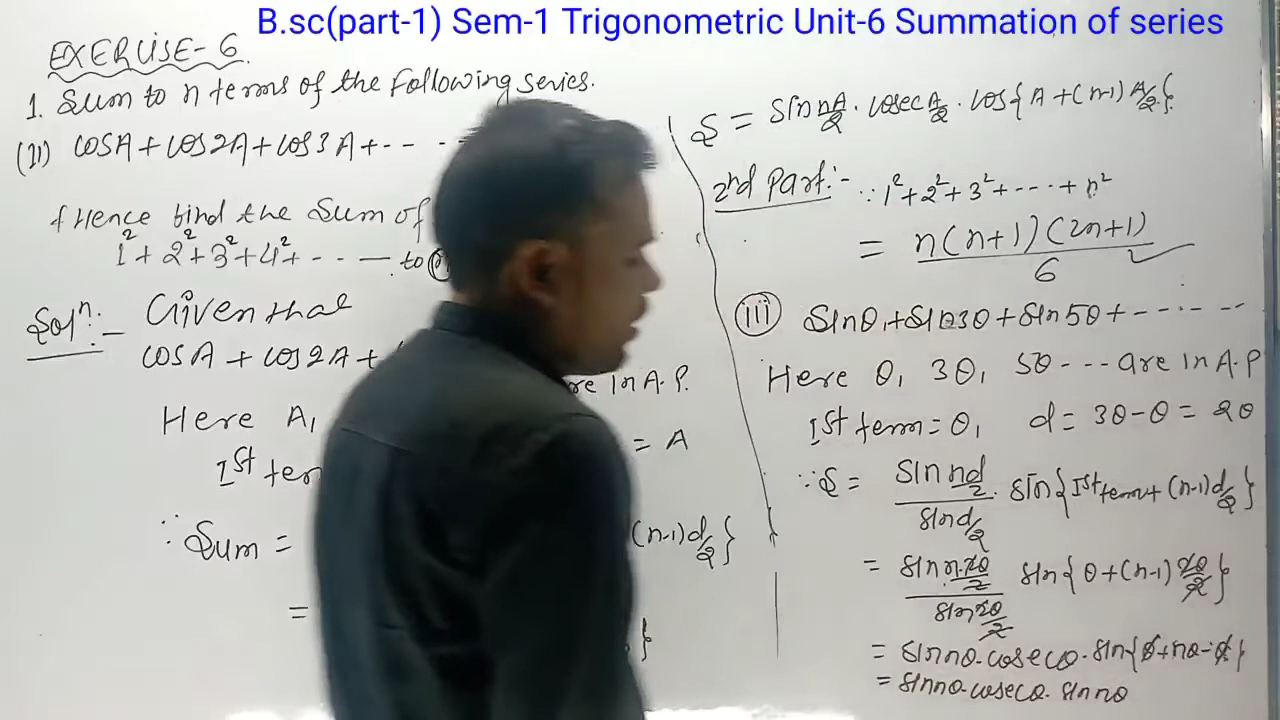 B.sc(part-1) Sem-1 Trigonometric Unit-6 Summation of series
EXERCISE-6.
1. Sum to n terms of the following series.
(ii) cosA + cos2A + cos3A + -- -
& Hence find the Sum of
1² + 2² + 3² + 4² + - - - — to n
Solⁿ:- Given that
cosA + cos2A +
Here A, are in A.P.
Ist ter = A
∵ Sum = (n-1)d/2}
= }
S = sin nA/2 · cosec A/2 · cos{A + (n-1)A/2}
2nd Part:- ∵ 1² + 2² + 3² + ---- + n²
= n(n+1)(2n+1)/6
(iii) Sinθ + Sin3θ + Sin5θ + -------
Here θ, 3θ, 5θ --- are in A.P
Ist term = θ, d = 3θ - θ = 2θ
∵ S = sin nd/2 / sin d/2 · sin{Ist term + (n-1)d/2}
= sin n·2θ/2 / sin 2θ/2 sin{θ + (n-1)2θ/2}
= sin nθ · cosec θ · sin{θ + nθ - θ}
= sin nθ · cosec θ · sin nθ